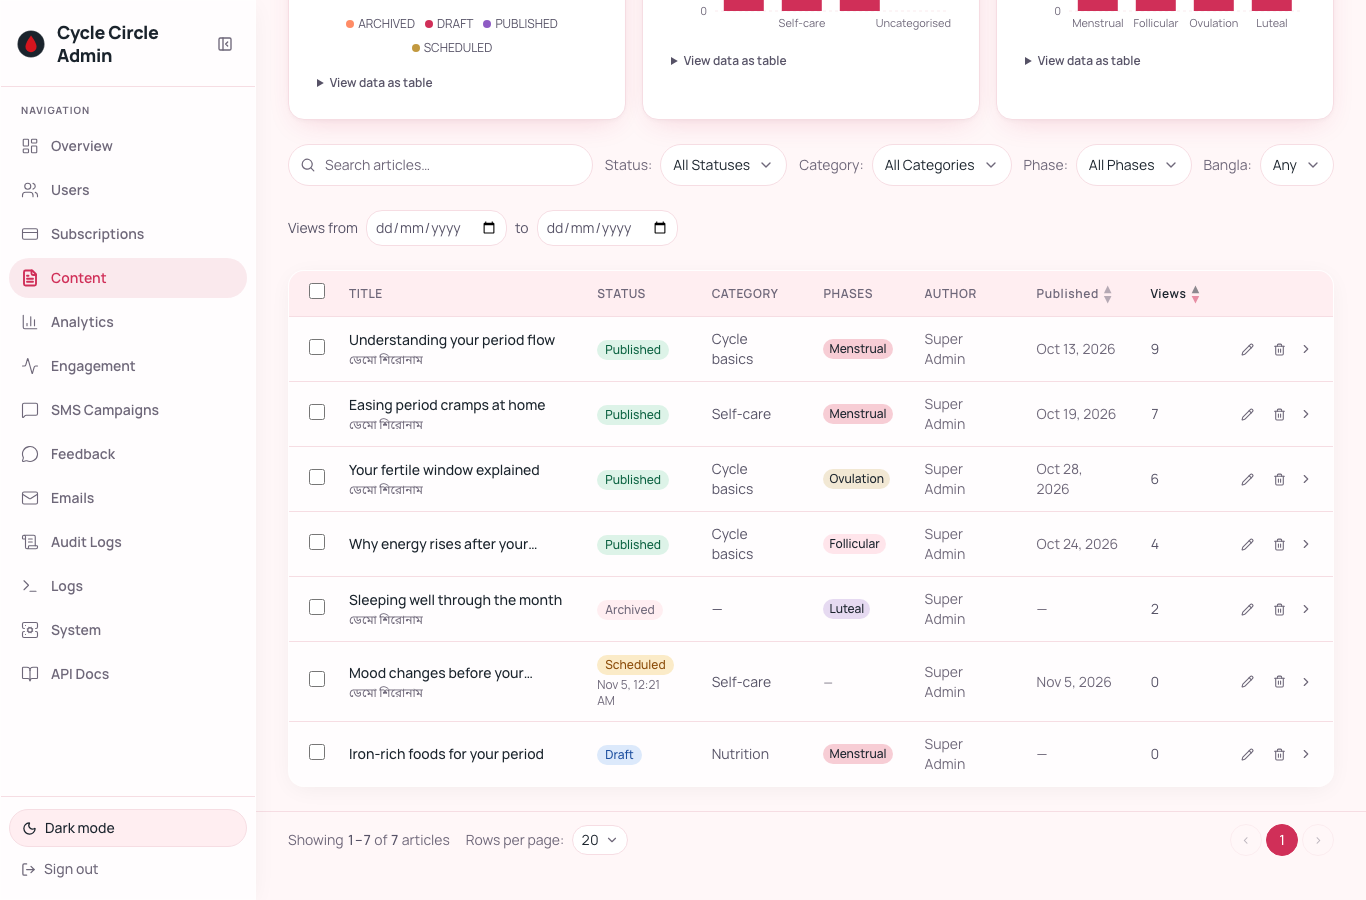 Cycle Circle
Admin
NAVIGATION
Overview
Users
Subscriptions
Content
Analytics
Engagement
SMS Campaigns
Feedback
Emails
Audit Logs
Logs
System
API Docs
Dark mode
Sign out
ARCHIVED DRAFT PUBLISHED
SCHEDULED
View data as table
0
Self-care Uncategorised
View data as table
0
Menstrual Follicular Ovulation Luteal
View data as table
Search articles...
Status: All Statuses
Category: All Categories
Phase: All Phases
Bangla: Any
Views from dd/mm/yyyy to dd/mm/yyyy
TITLE STATUS CATEGORY PHASES AUTHOR Published Views
Understanding your period flow
ডেমো শিরোনাম
Published
Cycle
basics
Menstrual
Super
Admin
Oct 13, 2026
9
Easing period cramps at home
ডেমো শিরোনাম
Published
Self-care
Menstrual
Super
Admin
Oct 19, 2026
7
Your fertile window explained
ডেমো শিরোনাম
Published
Cycle
basics
Ovulation
Super
Admin
Oct 28,
2026
6
Why energy rises after your...
Published
Cycle
basics
Follicular
Super
Admin
Oct 24, 2026
4
Sleeping well through the month
ডেমো শিরোনাম
Archived
—
Luteal
Super
Admin
—
2
Mood changes before your...
ডেমো শিরোনাম
Scheduled
Nov 5, 12:21
AM
Self-care
—
Super
Admin
Nov 5, 2026
0
Iron-rich foods for your period
Draft
Nutrition
Menstrual
Super
Admin
—
0
Showing 1–7 of 7 articles Rows per page: 20
‹ 1 ›